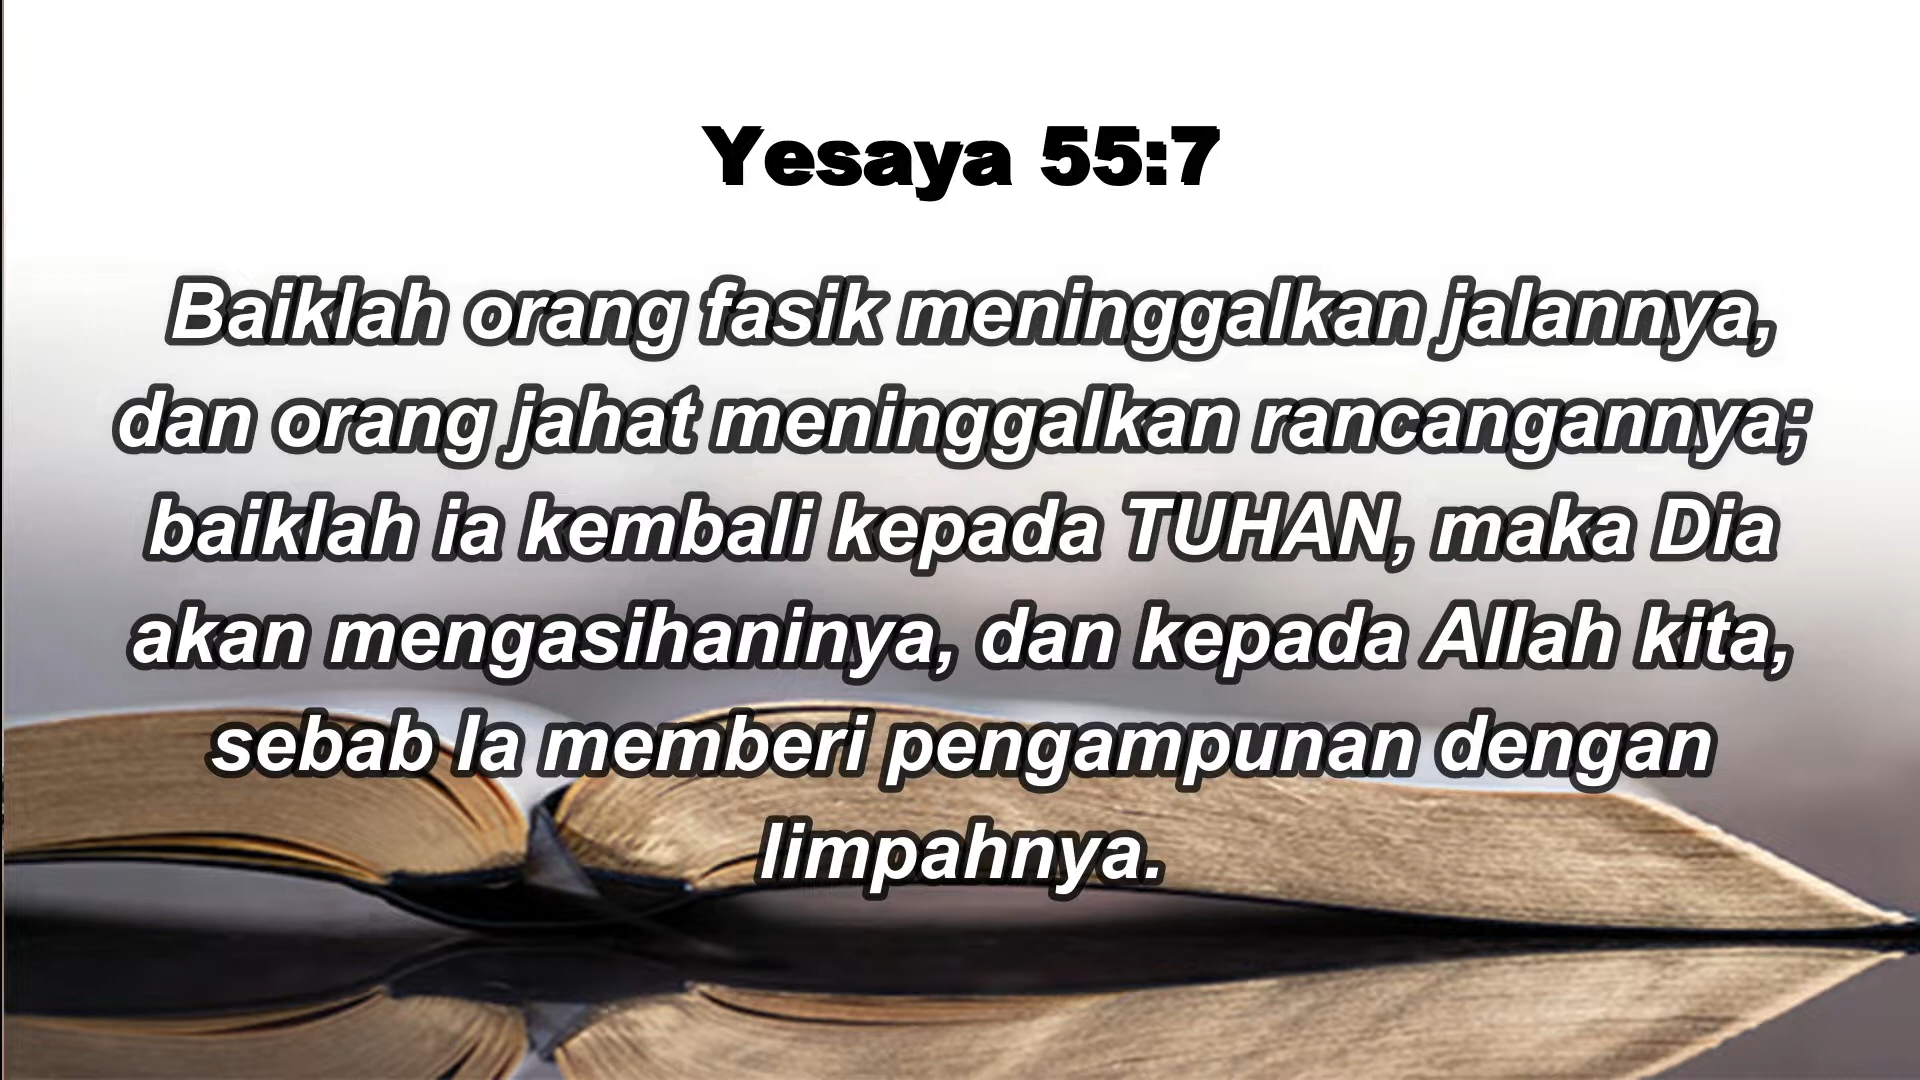 Yesaya 55:7
Baiklah orang fasik meninggalkan jalannya,
dan orang jahat meninggalkan rancangannya;
baiklah ia kembali kepada TUHAN, maka Dia
akan mengasihaninya, dan kepada Allah kita,
sebab Ia memberi pengampunan dengan
limpahnya.